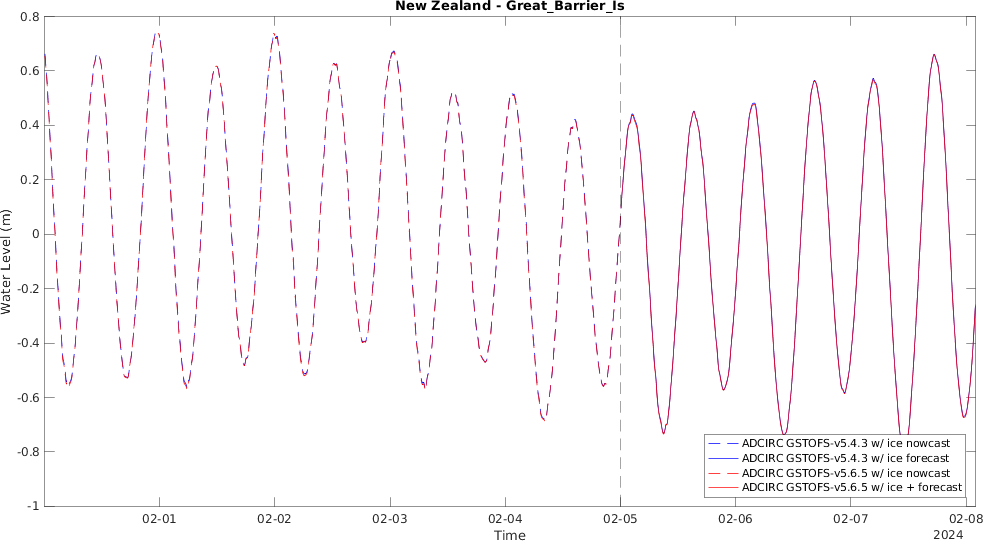 New Zealand - Great_Barrier_Is
0.8
0.6
0.4
0.2
0
-0.2
-0.4
-0.6
-0.8
-1
Water Level (m)
02-01
02-02
02-03
02-04
02-05
02-06
02-07
02-08
2024
Time
ADCIRC GSTOFS-v5.4.3 w/ ice nowcast
ADCIRC GSTOFS-v5.4.3 w/ ice forecast
ADCIRC GSTOFS-v5.6.5 w/ ice nowcast
ADCIRC GSTOFS-v5.6.5 w/ ice + forecast